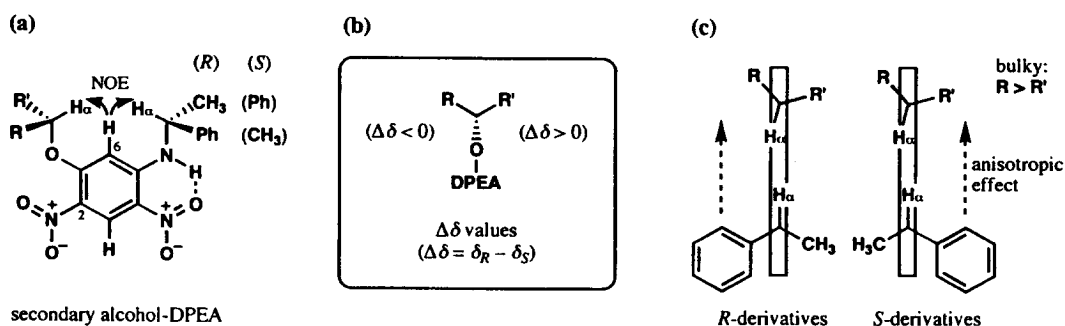 (a)
(R) (S)
NOE
R' Hα Hα CH₃ (Ph)
R H Ph (CH₃)
6
O N H
O N⁺ 2 N⁺ O
O⁻ H O⁻
secondary alcohol-DPEA
(b)
R R'
(Δδ < 0) (Δδ > 0)
O
DPEA
Δδ values
(Δδ = δR – δS)
(c)
R R' R R' bulky:
R > R'
Hα Hα
Hα Hα anisotropic
effect
CH₃ H₃C
R-derivatives S-derivatives